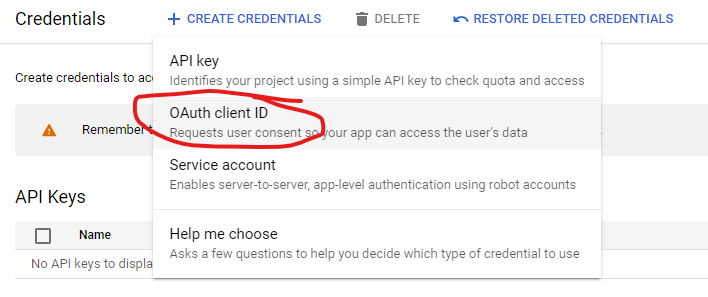 Credentials
+ CREATE CREDENTIALS
DELETE
RESTORE DELETED CREDENTIALS
API key
Identifies your project using a simple API key to check quota and access
Create credentials to
OAuth client ID
Requests user consent so your app can access the user's data
Remember
Service account
Enables server-to-server, app-level authentication using robot accounts
API Keys
Help me choose
Asks a few questions to help you decide which type of credential to use
Name
No API keys to